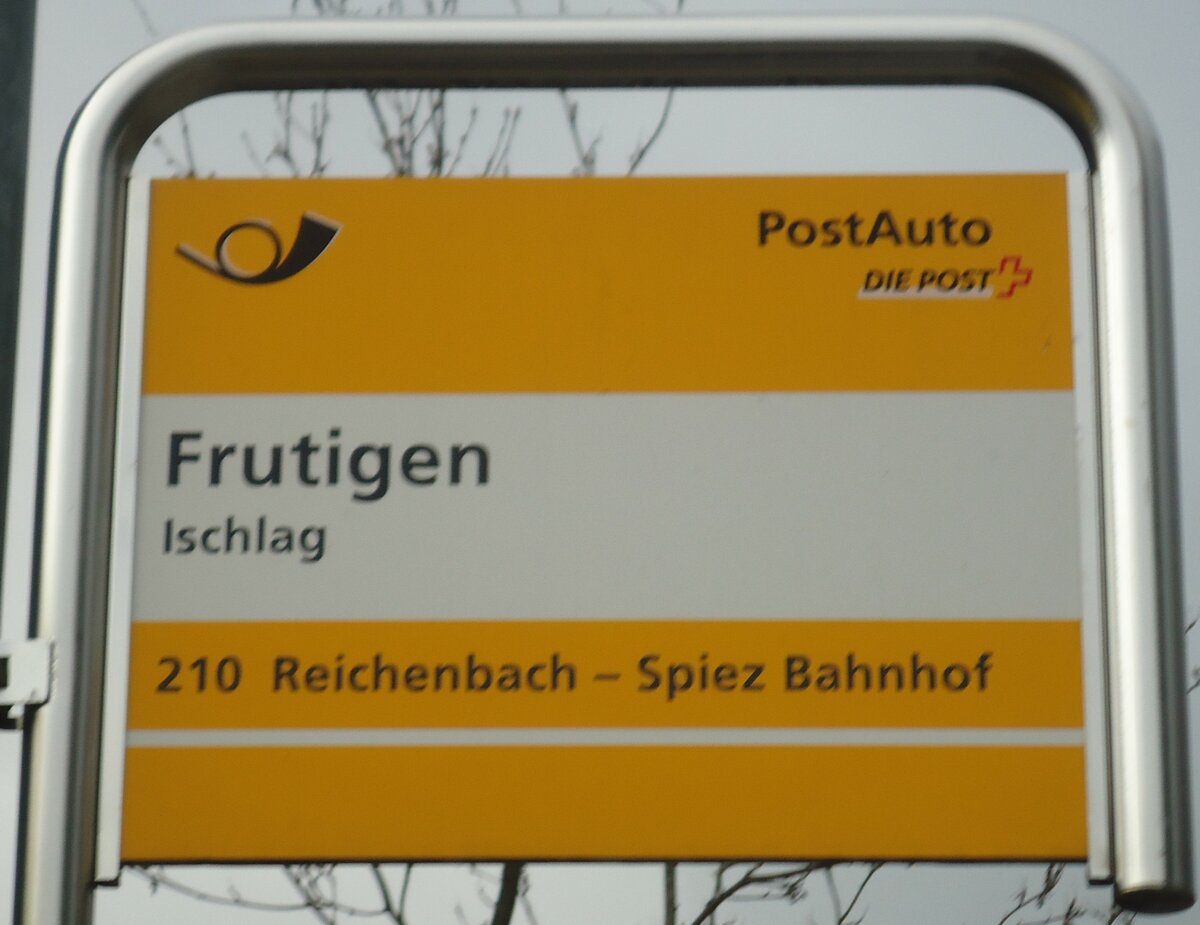 PostAuto
DIE POST
Frutigen
Ischlag
210 Reichenbach – Spiez Bahnhof